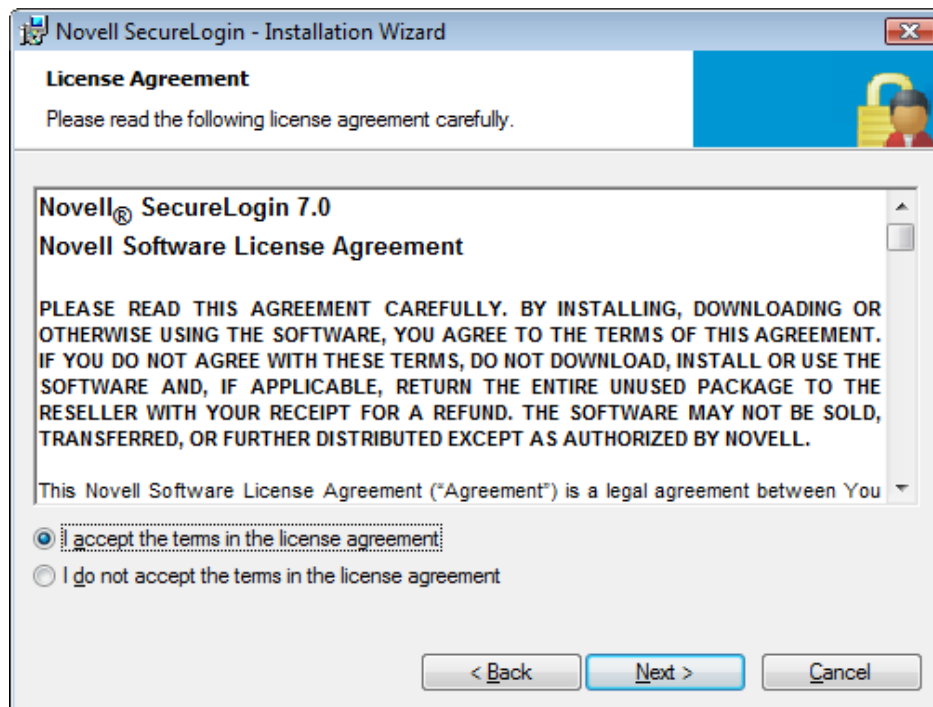 Novell SecureLogin - Installation Wizard
License Agreement
Please read the following license agreement carefully.
Novell® SecureLogin 7.0
Novell Software License Agreement
PLEASE READ THIS AGREEMENT CAREFULLY. BY INSTALLING, DOWNLOADING OR
OTHERWISE USING THE SOFTWARE, YOU AGREE TO THE TERMS OF THIS AGREEMENT.
IF YOU DO NOT AGREE WITH THESE TERMS, DO NOT DOWNLOAD, INSTALL OR USE THE
SOFTWARE AND, IF APPLICABLE, RETURN THE ENTIRE UNUSED PACKAGE TO THE
RESELLER WITH YOUR RECEIPT FOR A REFUND. THE SOFTWARE MAY NOT BE SOLD,
TRANSFERRED, OR FURTHER DISTRIBUTED EXCEPT AS AUTHORIZED BY NOVELL.
This Novell Software License Agreement (“Agreement”) is a legal agreement between You
I accept the terms in the license agreement
I do not accept the terms in the license agreement
< Back
Next >
Cancel